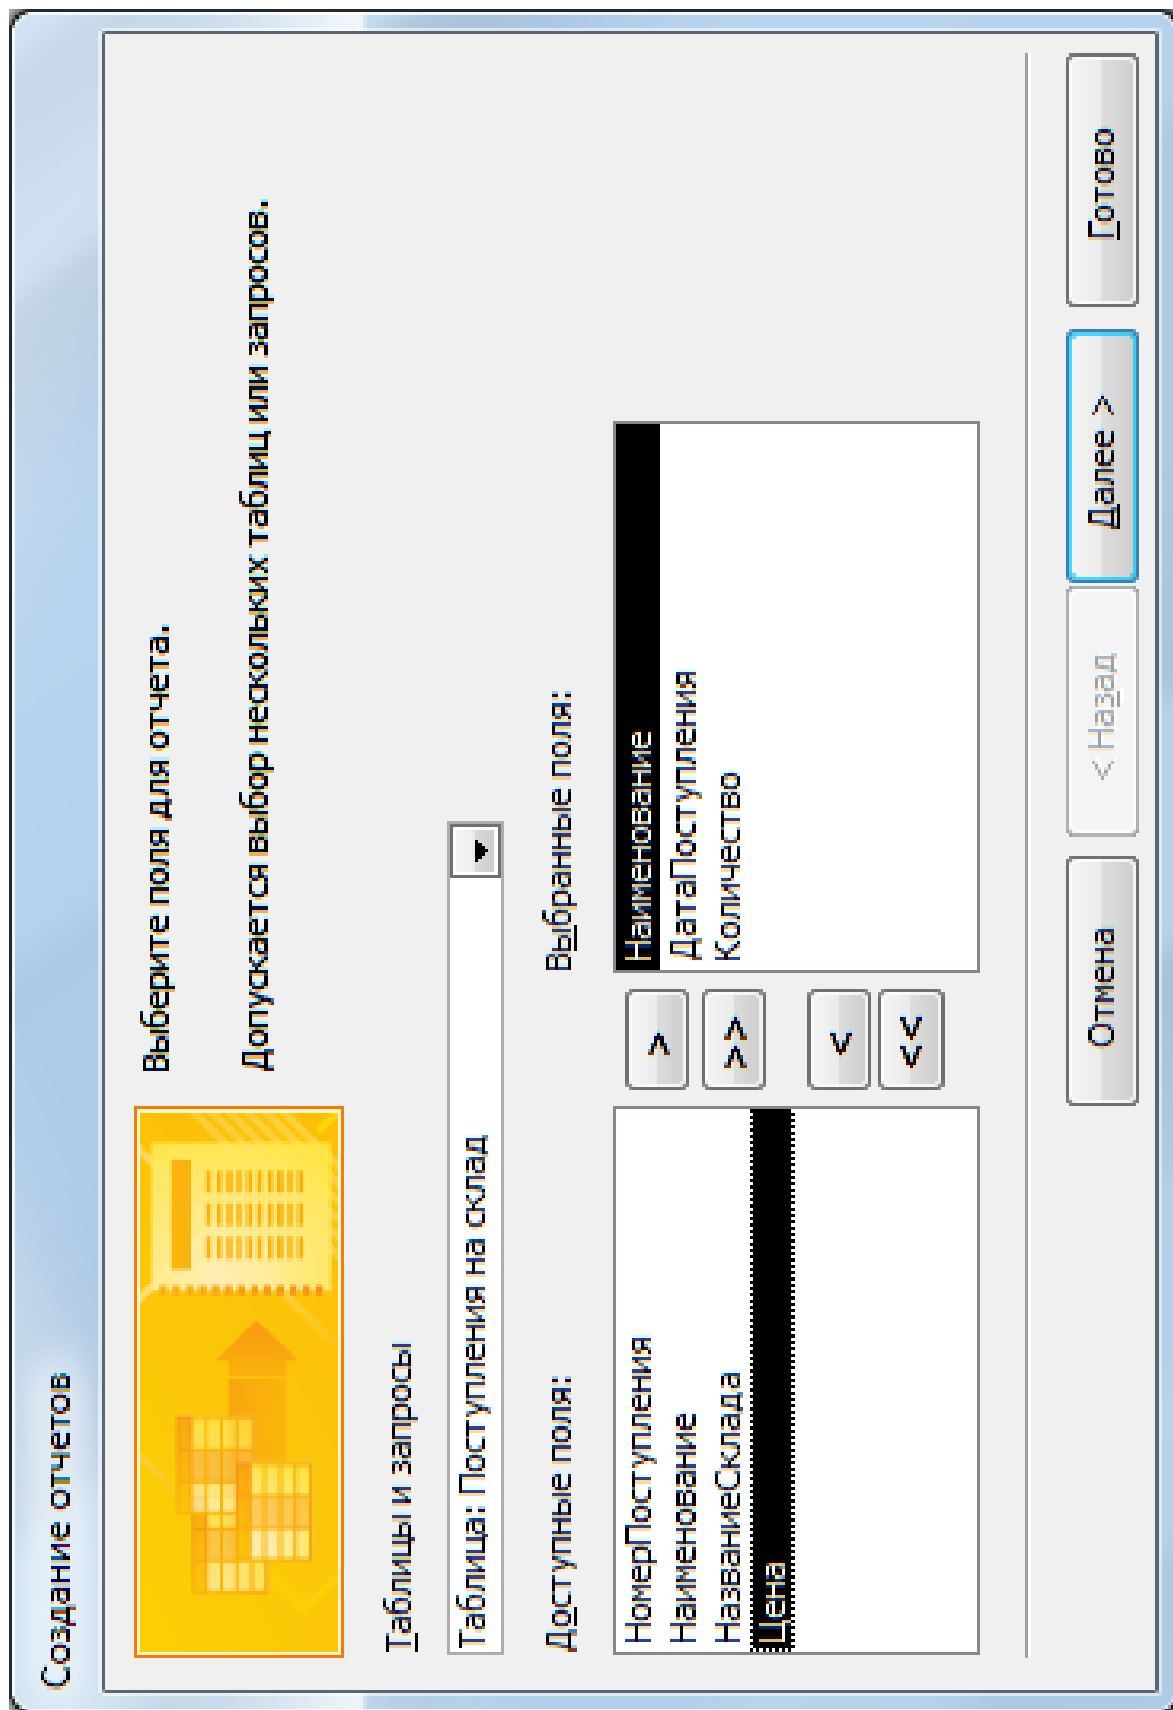 Создание отчетов
Выберите поля для отчета.
Допускается выбор нескольких таблиц или запросов.
Таблицы и запросы
Таблица: Поступления на склад
Доступные поля:
НомерПоступления
Наименование
НазваниеСклада
Цена
>
>>
<
<<
Выбранные поля:
Наименование
ДатаПоступления
Количество
Отмена
< Назад
Далее >
Готово